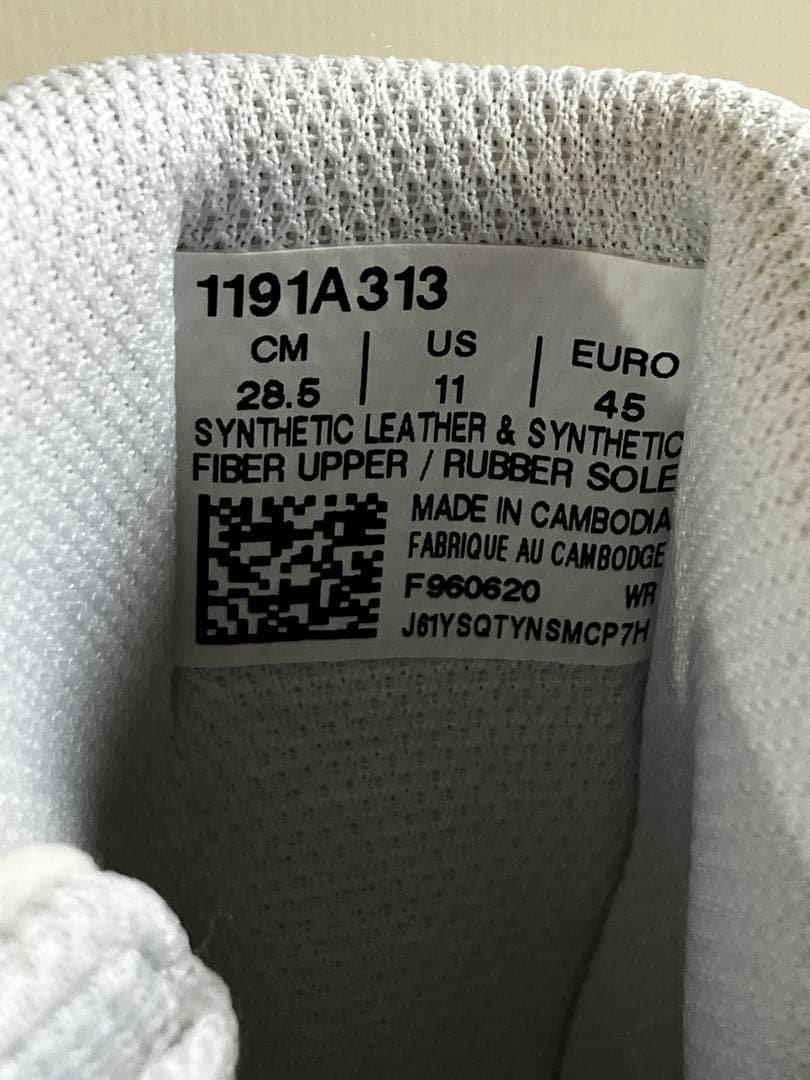 1191A313
CM | US | EURO
28.5 | 11 | 45
SYNTHETIC LEATHER & SYNTHETIC
FIBER UPPER / RUBBER SOLE
MADE IN CAMBODIA
FABRIQUE AU CAMBODGE
F960620 WR
J61YSQTYNSMCP7H